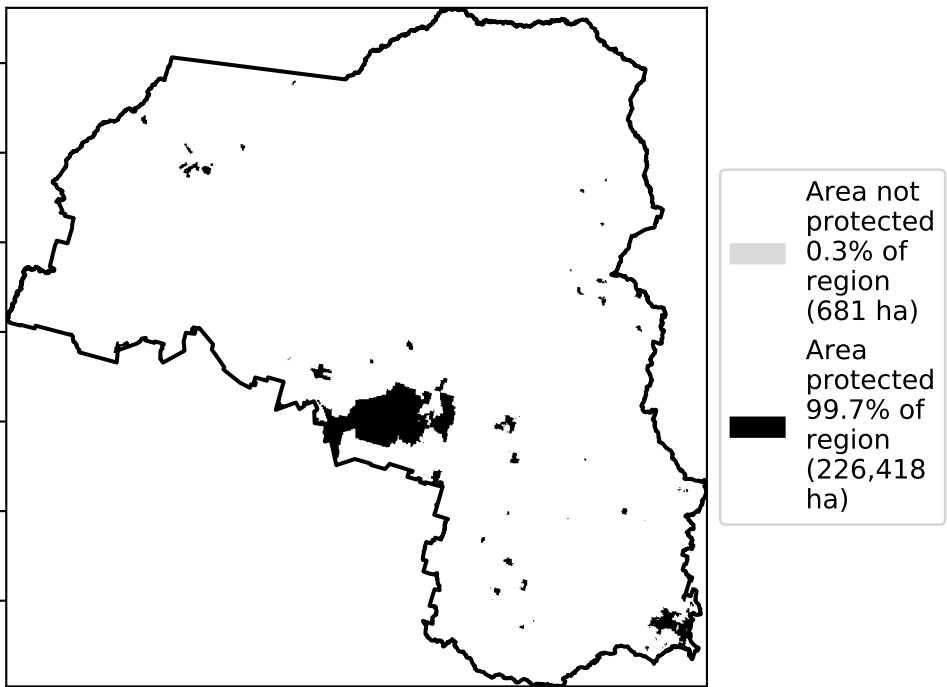 Area not
protected
0.3% of
region
(681 ha)
Area
protected
99.7% of
region
(226,418
ha)